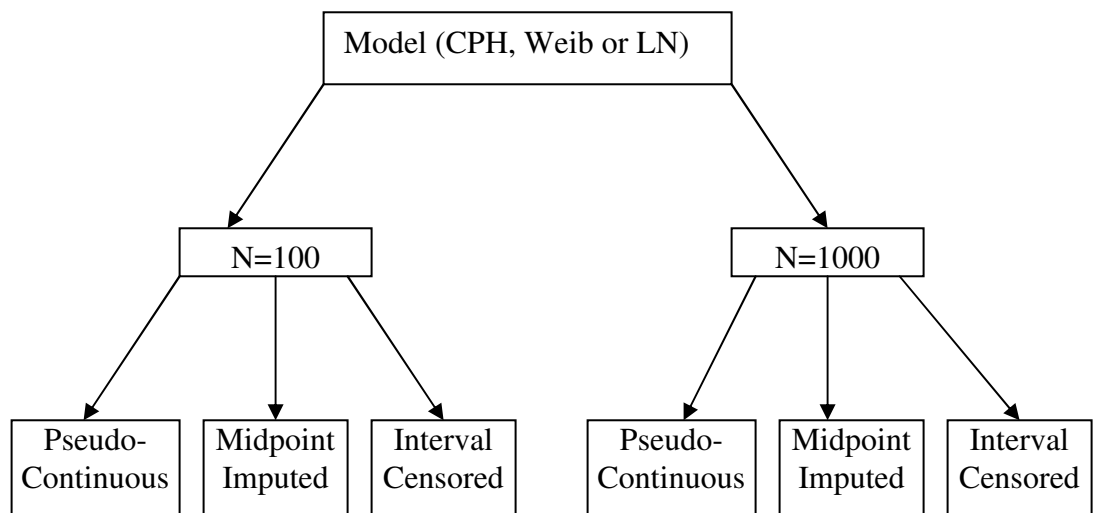 Model (CPH, Weib or LN)
N=100
N=1000
Pseudo-
Continuous
Midpoint
Imputed
Interval
Censored
Pseudo-
Continuous
Midpoint
Imputed
Interval
Censored